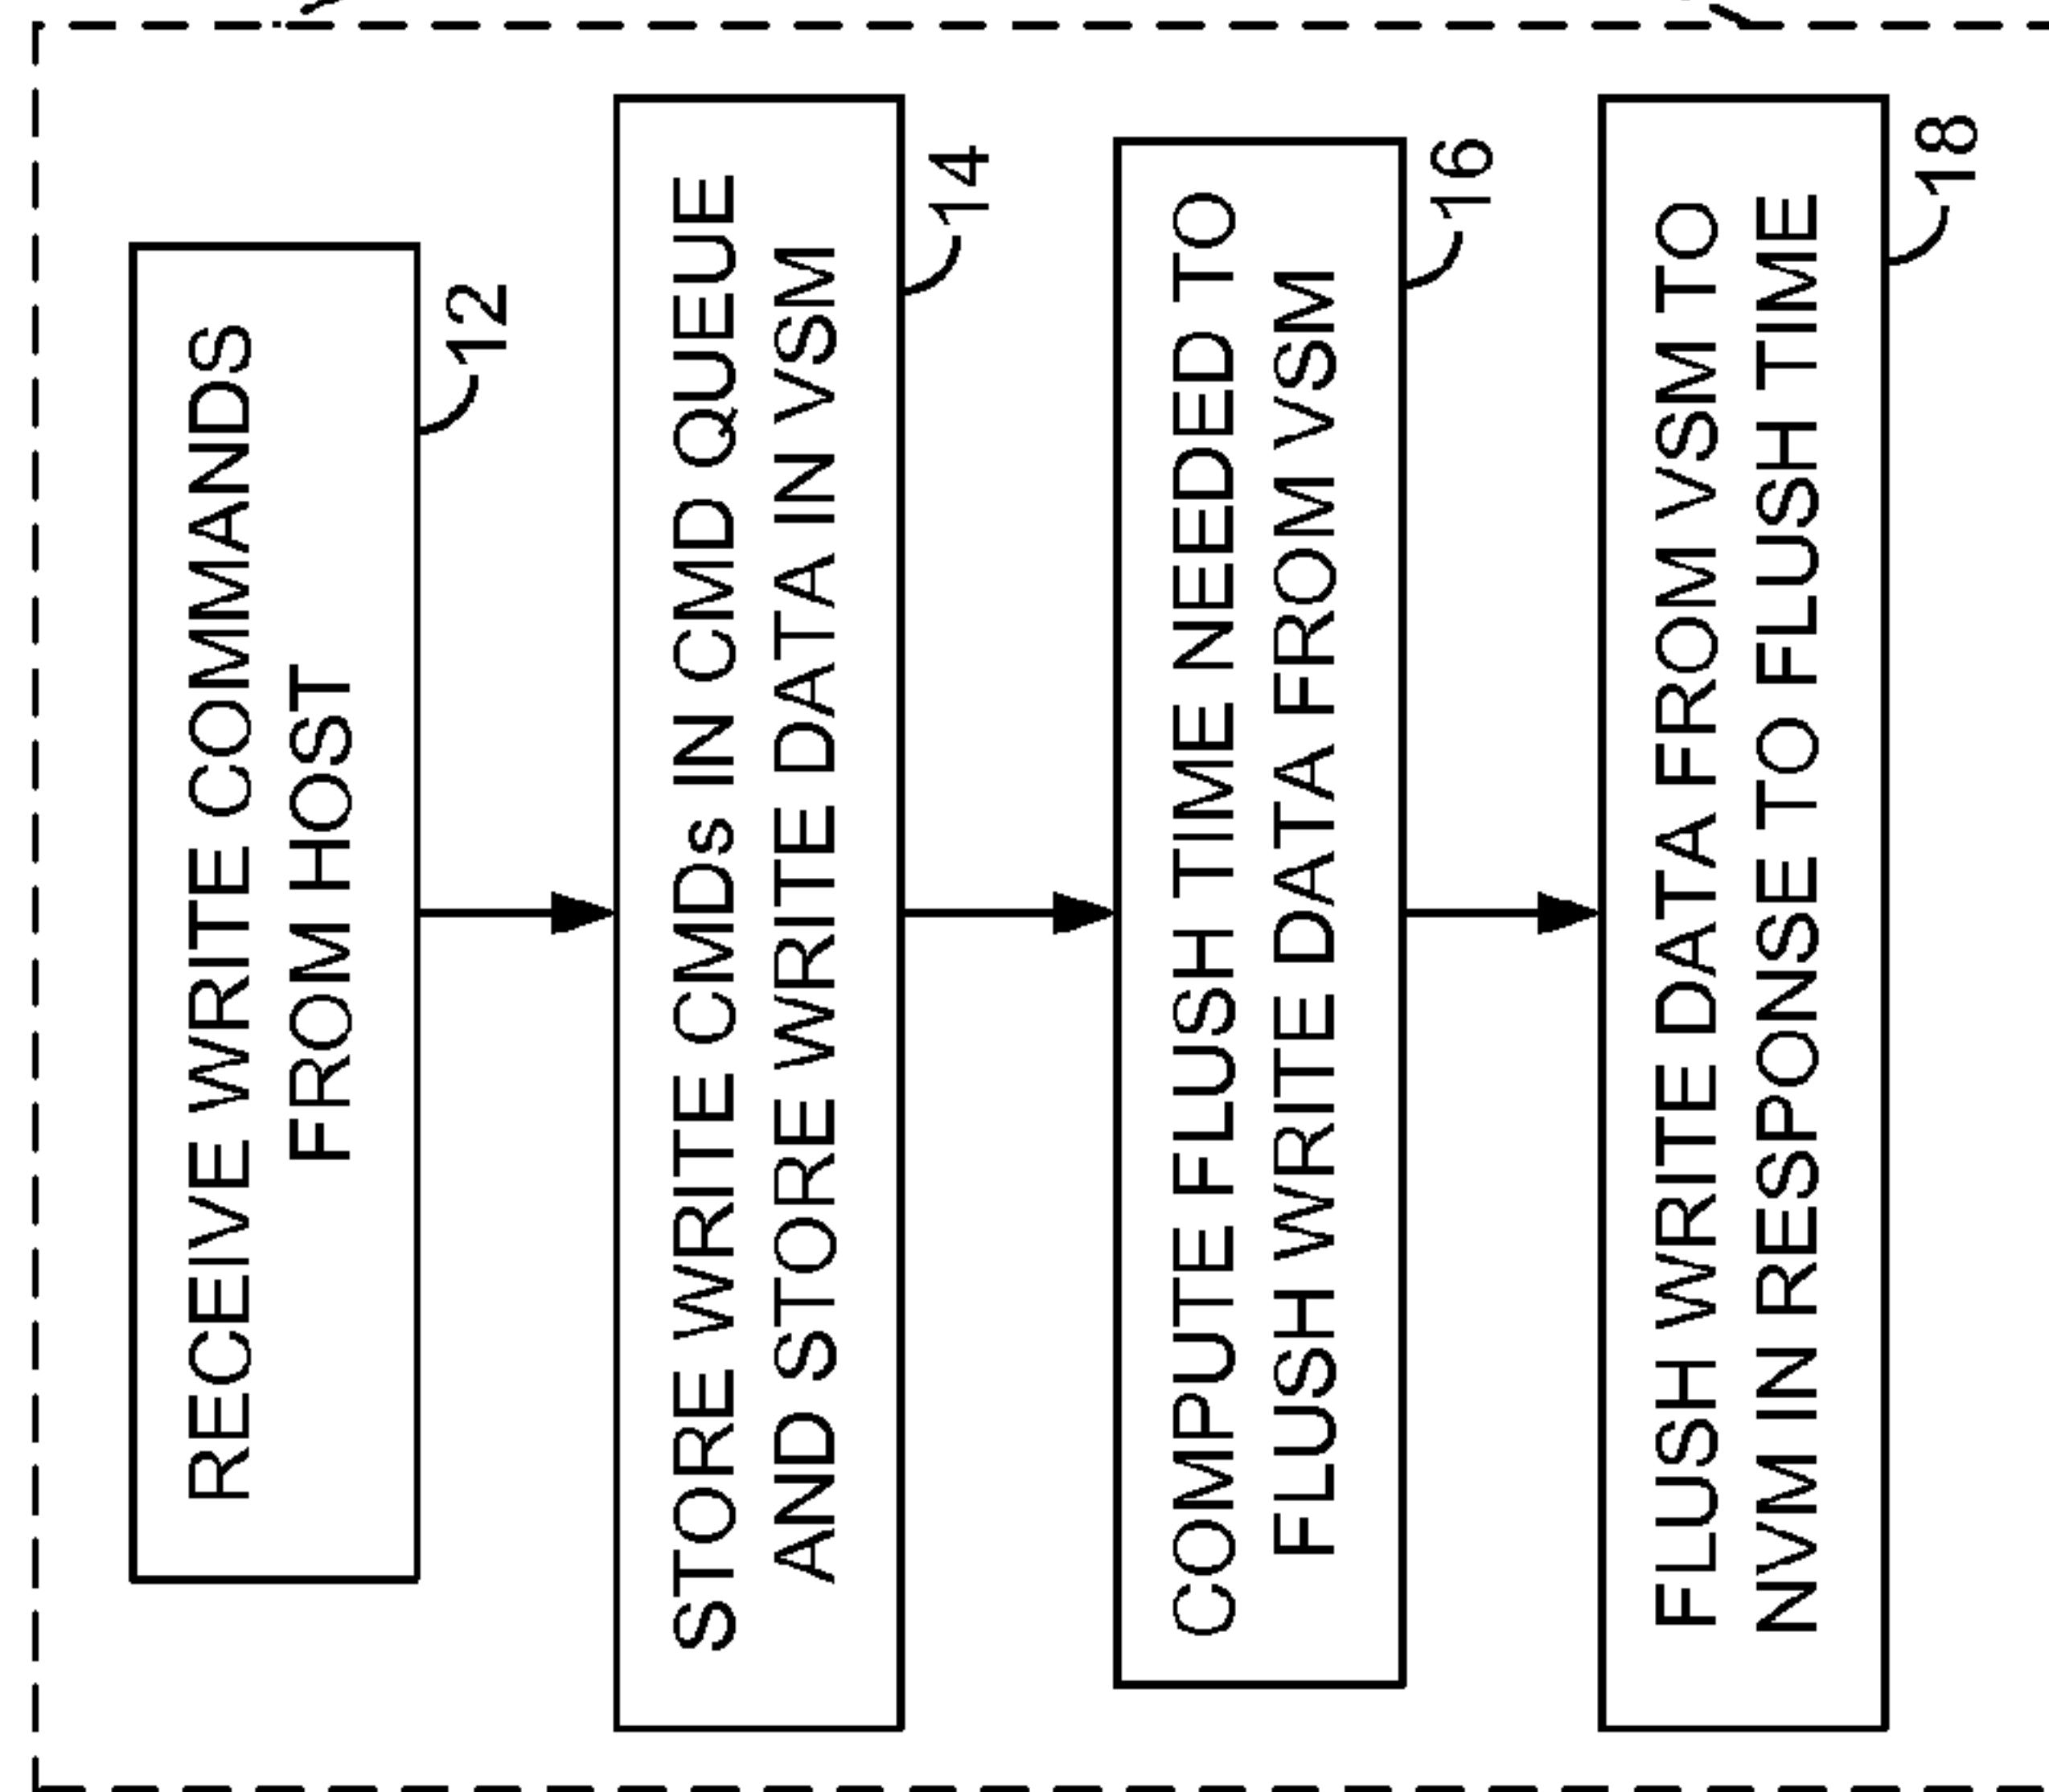 RECEIVE WRITE COMMANDS
FROM HOST
12
STORE WRITE CMDs IN CMD QUEUE
AND STORE WRITE DATA IN VSM
14
COMPUTE FLUSH TIME NEEDED TO
FLUSH WRITE DATA FROM VSM
16
FLUSH WRITE DATA FROM VSM TO
NVM IN RESPONSE TO FLUSH TIME
18